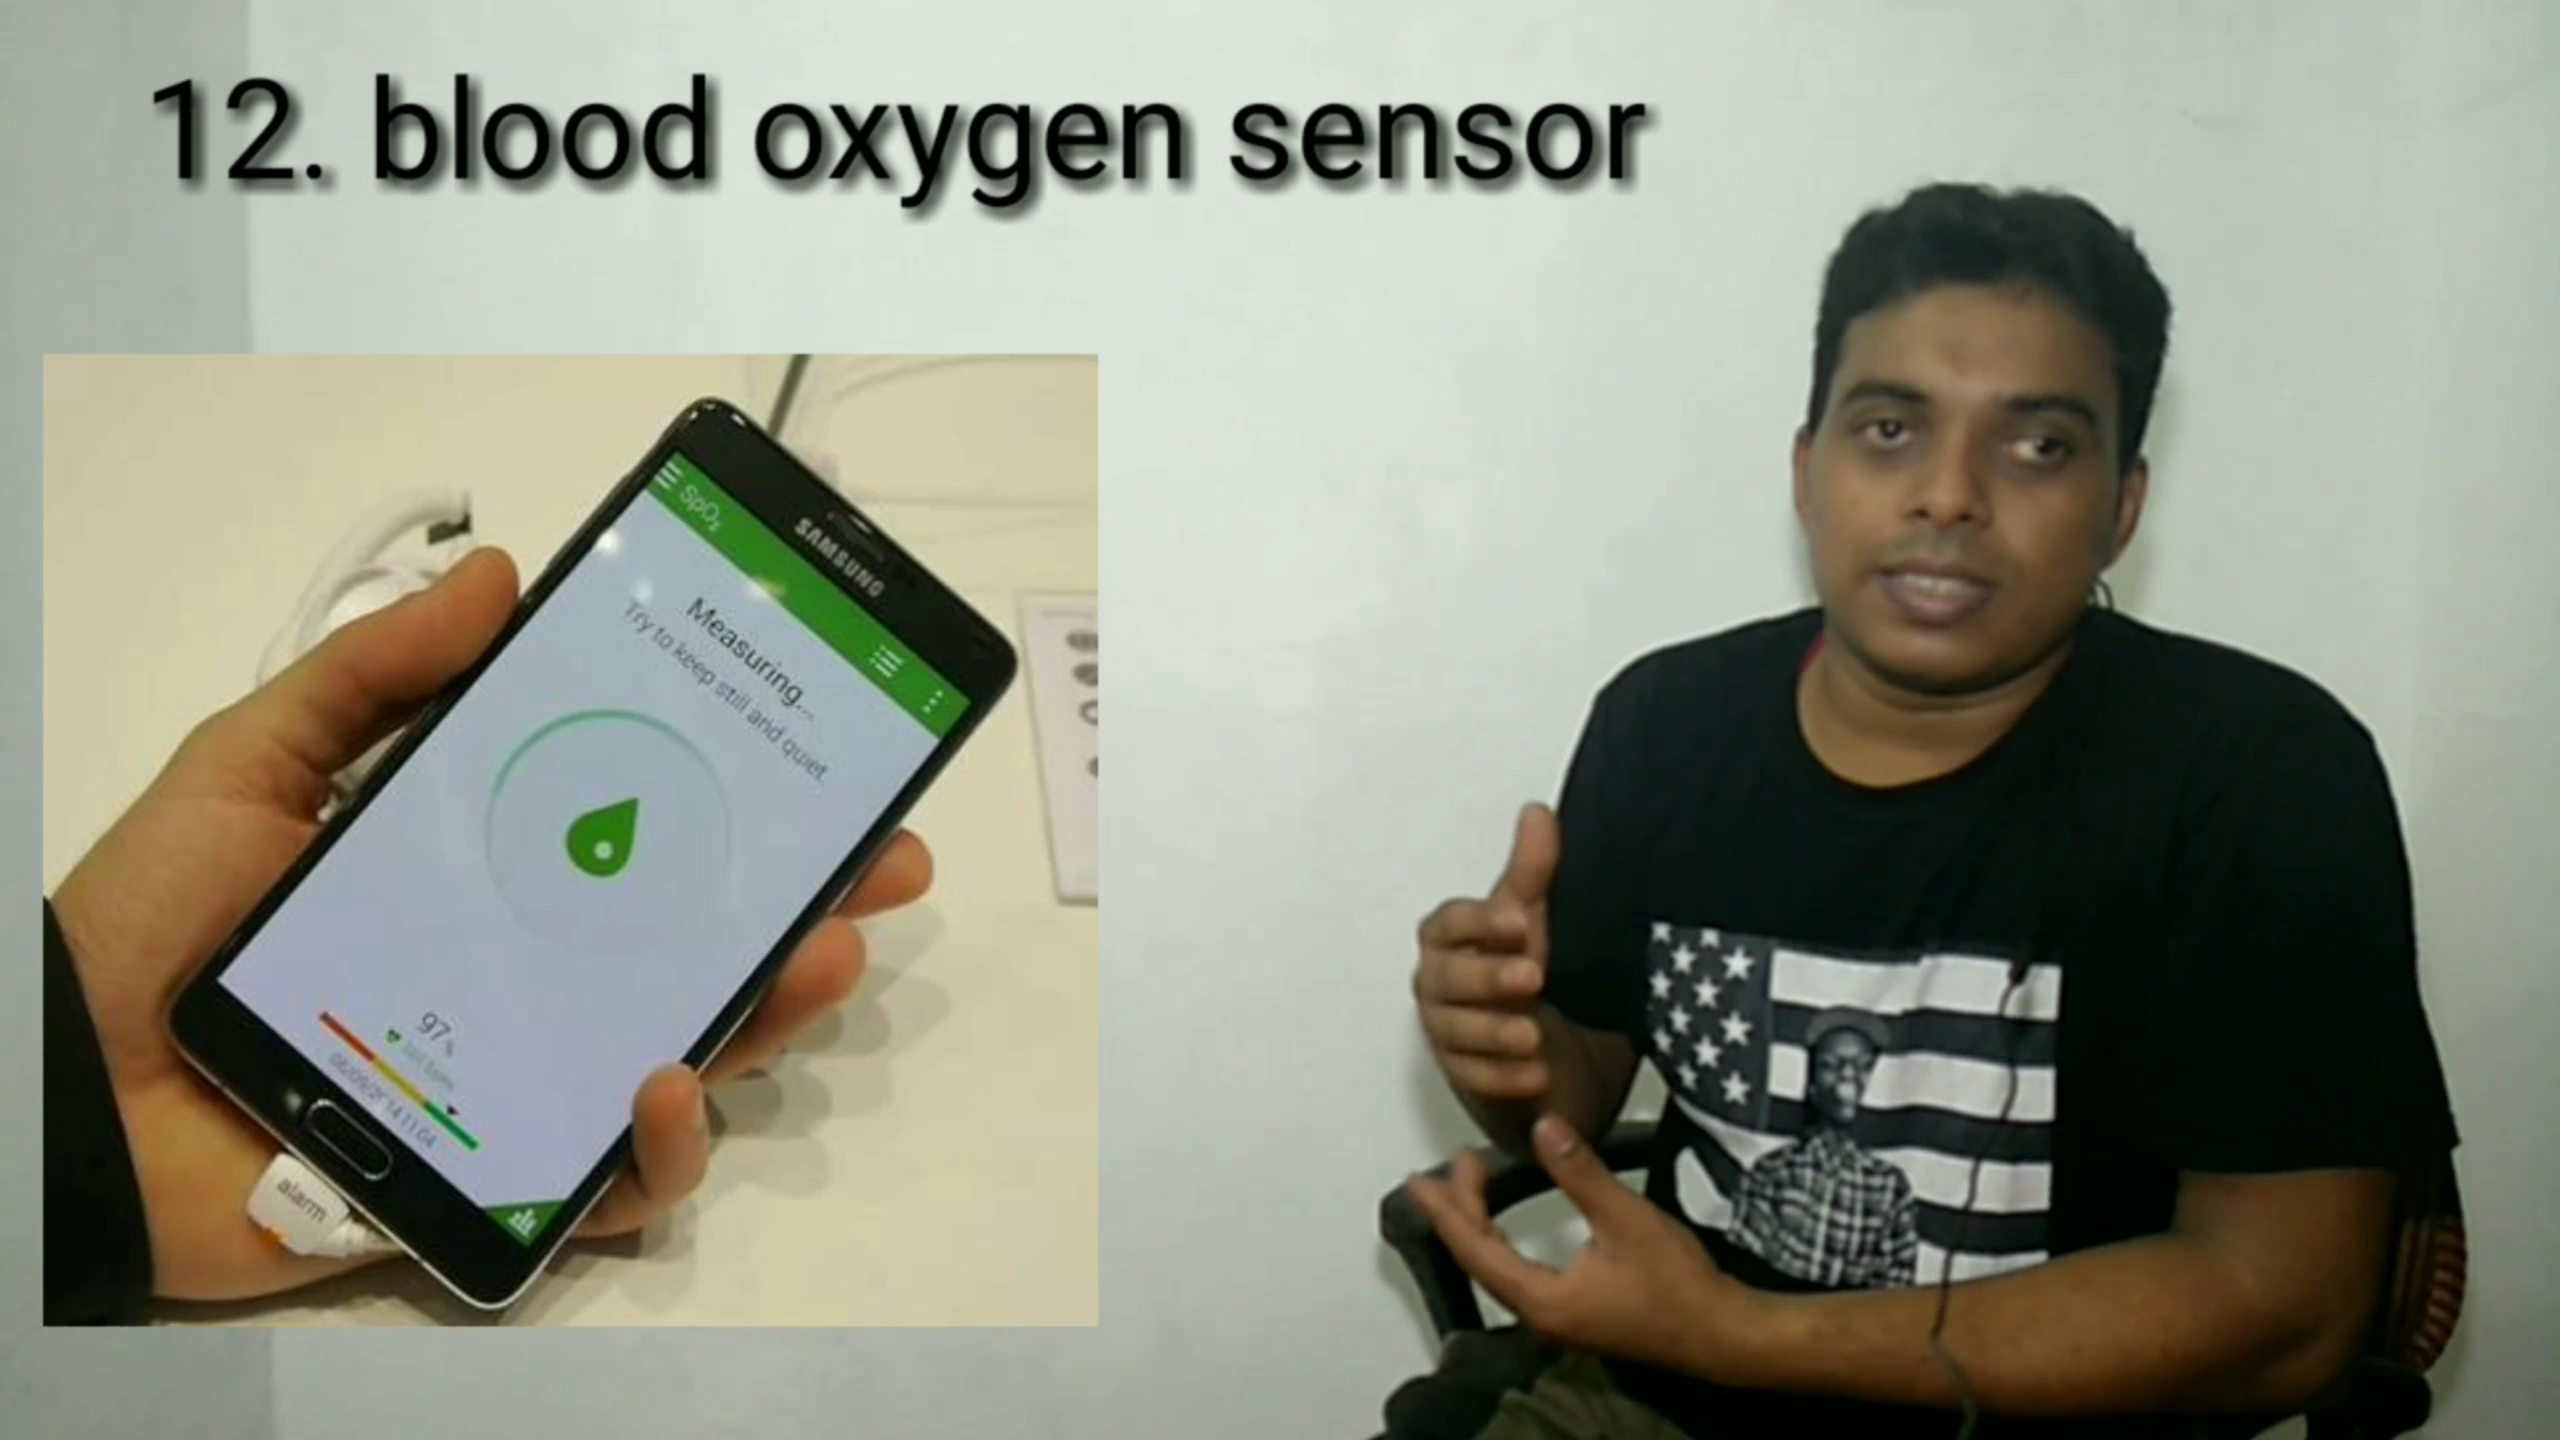 12. blood oxygen sensor
SAMSUNG
SpO₂
Measuring...
Try to keep still and quiet
97%
alarm